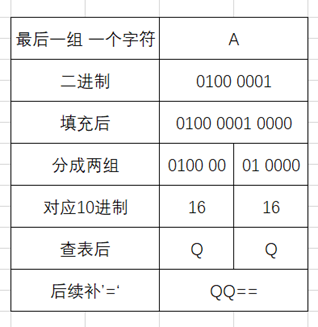 最后一组 一个字符 A
二进制 0100 0001
填充后 0100 0001 0000
分成两组 0100 00 01 0000
对应10进制 16 16
查表后 Q Q
后续补’=‘ QQ==